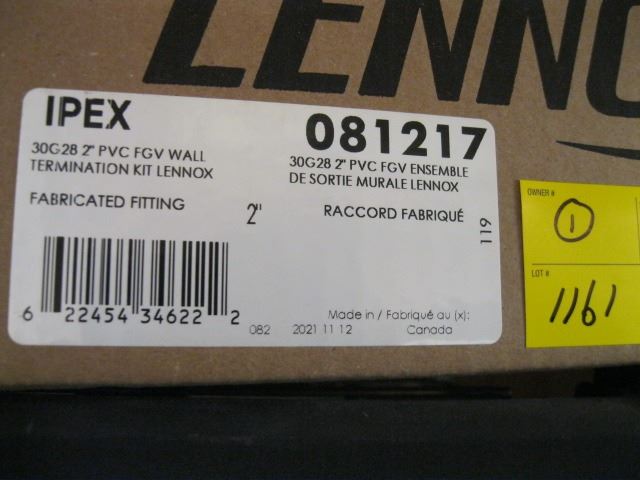 LENNO
IPEX
081217
30G28 2" PVC FGV WALL
TERMINATION KIT LENNOX
30G28 2" PVC FGV ENSEMBLE
DE SORTIE MURALE LENNOX
FABRICATED FITTING
2"
RACCORD FABRIQUÉ
119
6 22454 34622 2
082
2021 11 12
Made in / Fabriqué au (x):
Canada
OWNER #
1
LOT #
1161